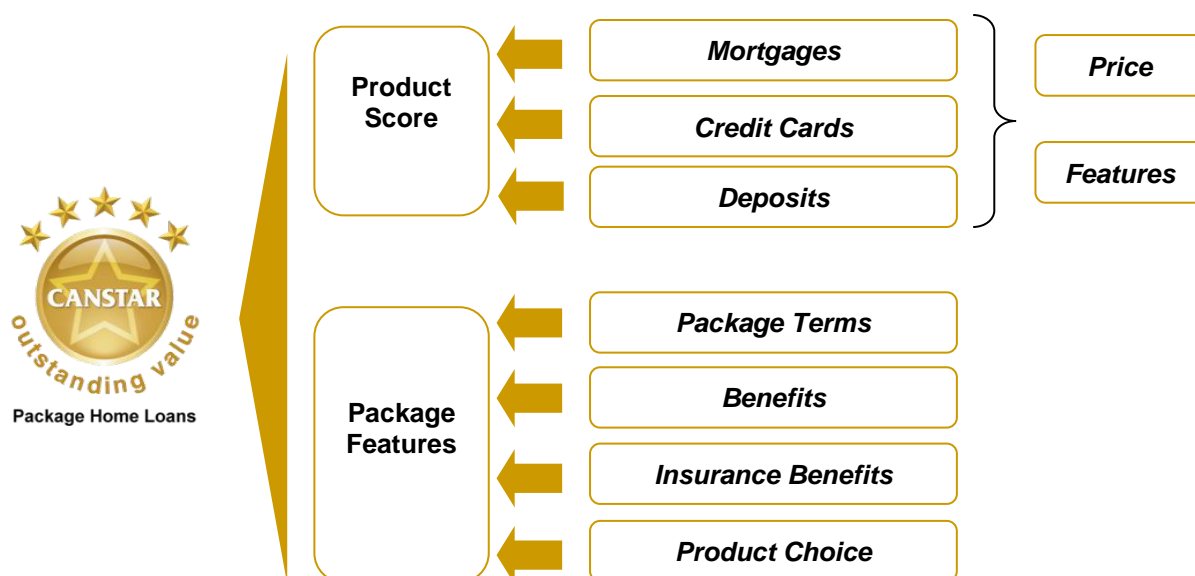 CANSTAR
outstanding value
Package Home Loans
Product
Score
Mortgages
Credit Cards
Deposits
Price
Features
Package
Features
Package Terms
Benefits
Insurance Benefits
Product Choice